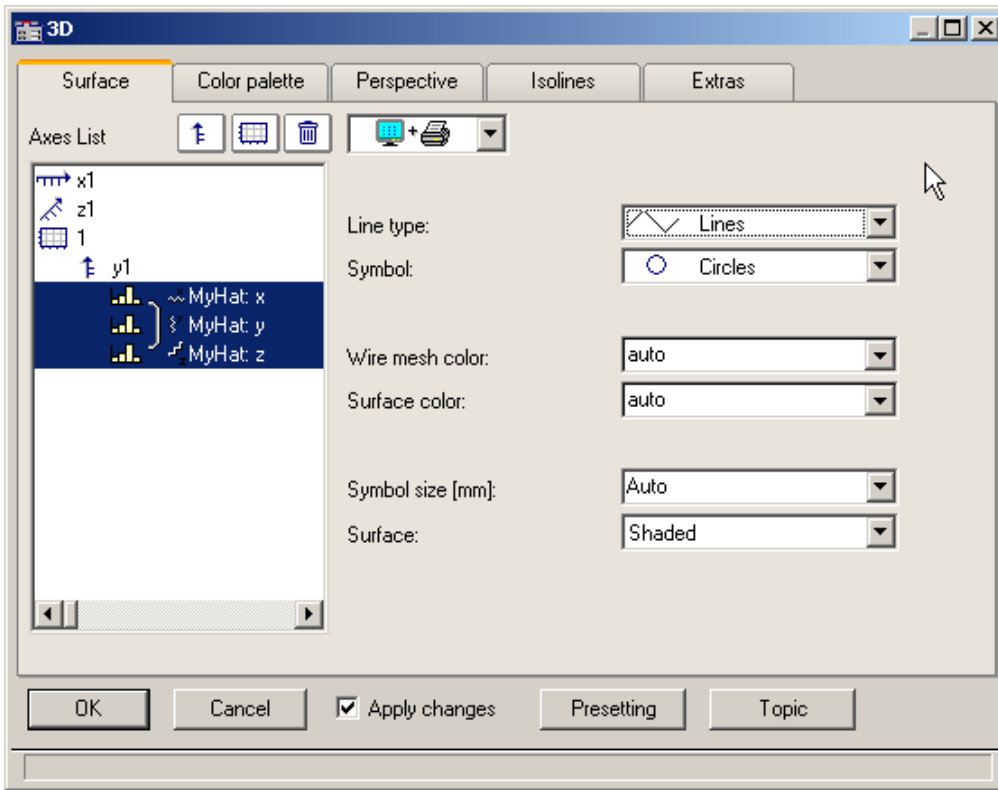 3D
Surface Color palette Perspective Isolines Extras
Axes List
x1
z1
1
y1
MyHat: x
MyHat: y
MyHat: z
Line type: Lines
Symbol: Circles
Wire mesh color: auto
Surface color: auto
Symbol size [mm]: Auto
Surface: Shaded
OK Cancel Apply changes Presetting Topic